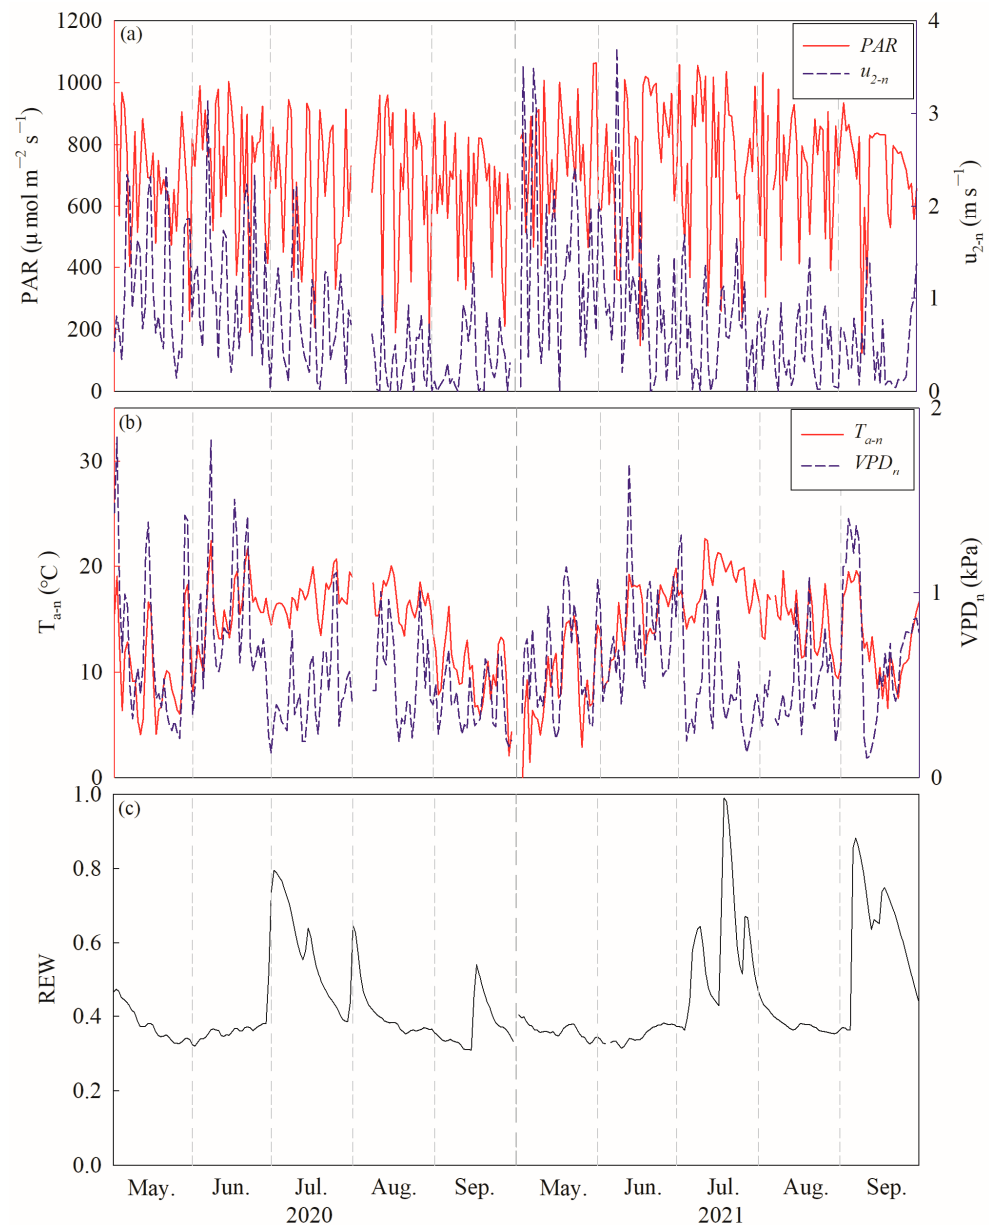 (a)
PAR
u2-n
1200
1000
800
600
400
200
0
PAR (μ mol m−2 s−1)
4
3
2
1
0
u2-n (m s−1)
(b)
Ta-n
VPDn
30
20
10
0
Ta-n (°C)
2
1
0
VPDn (kPa)
(c)
1.0
0.8
0.6
0.4
0.2
0.0
REW
May. Jun. Jul. Aug. Sep. May. Jun. Jul. Aug. Sep.
2020 2021